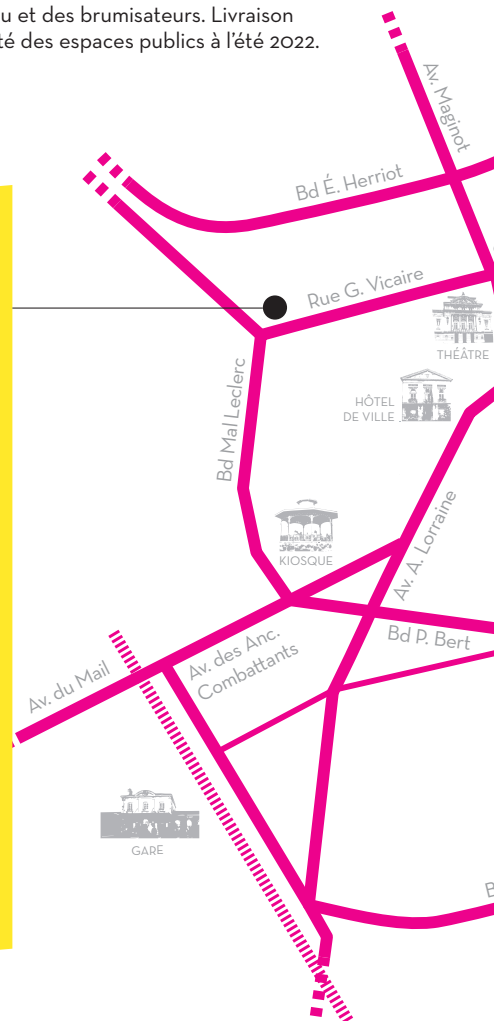 u et des brumisateurs. Livraison
té des espaces publics à l'été 2022.
Av. Maginot
Bd É. Herriot
Rue G. Vicaire
THÉÂTRE
Bd Mal Leclerc
HÔTEL
DE VILLE
KIOSQUE
Av. A. Lorraine
Bd P. Bert
Av. des Anc.
Combattants
Av. du Mail
GARE
B